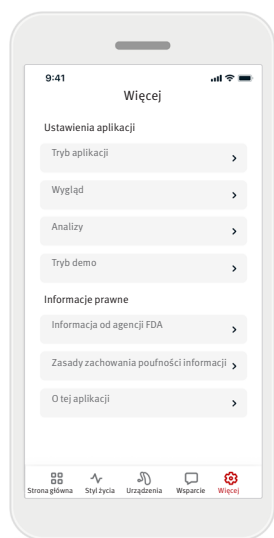 9:41
Więcej
Ustawienia aplikacji
Tryb aplikacji
Wygląd
Analizy
Tryb demo
Informacje prawne
Informacja od agencji FDA
Zasady zachowania poufności informacji
O tej aplikacji
Strona główna Styl życia Urządzenia Wsparcie Więcej